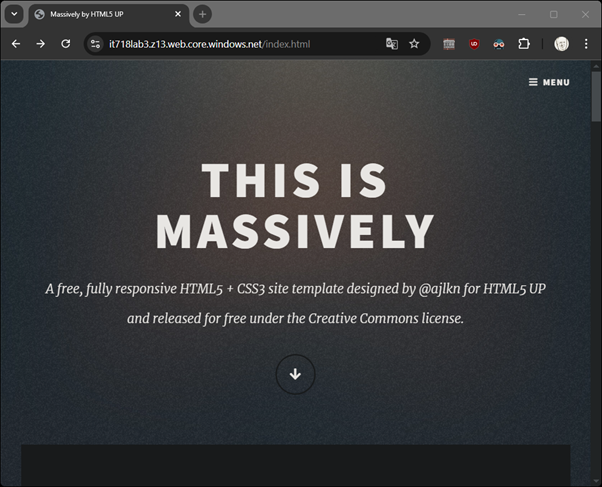 Massively by HTML5 UP
it718lab3.z13.web.core.windows.net/index.html
MENU
THIS IS
MASSIVELY
A free, fully responsive HTML5 + CSS3 site template designed by @ajlkn for HTML5 UP
and released for free under the Creative Commons license.